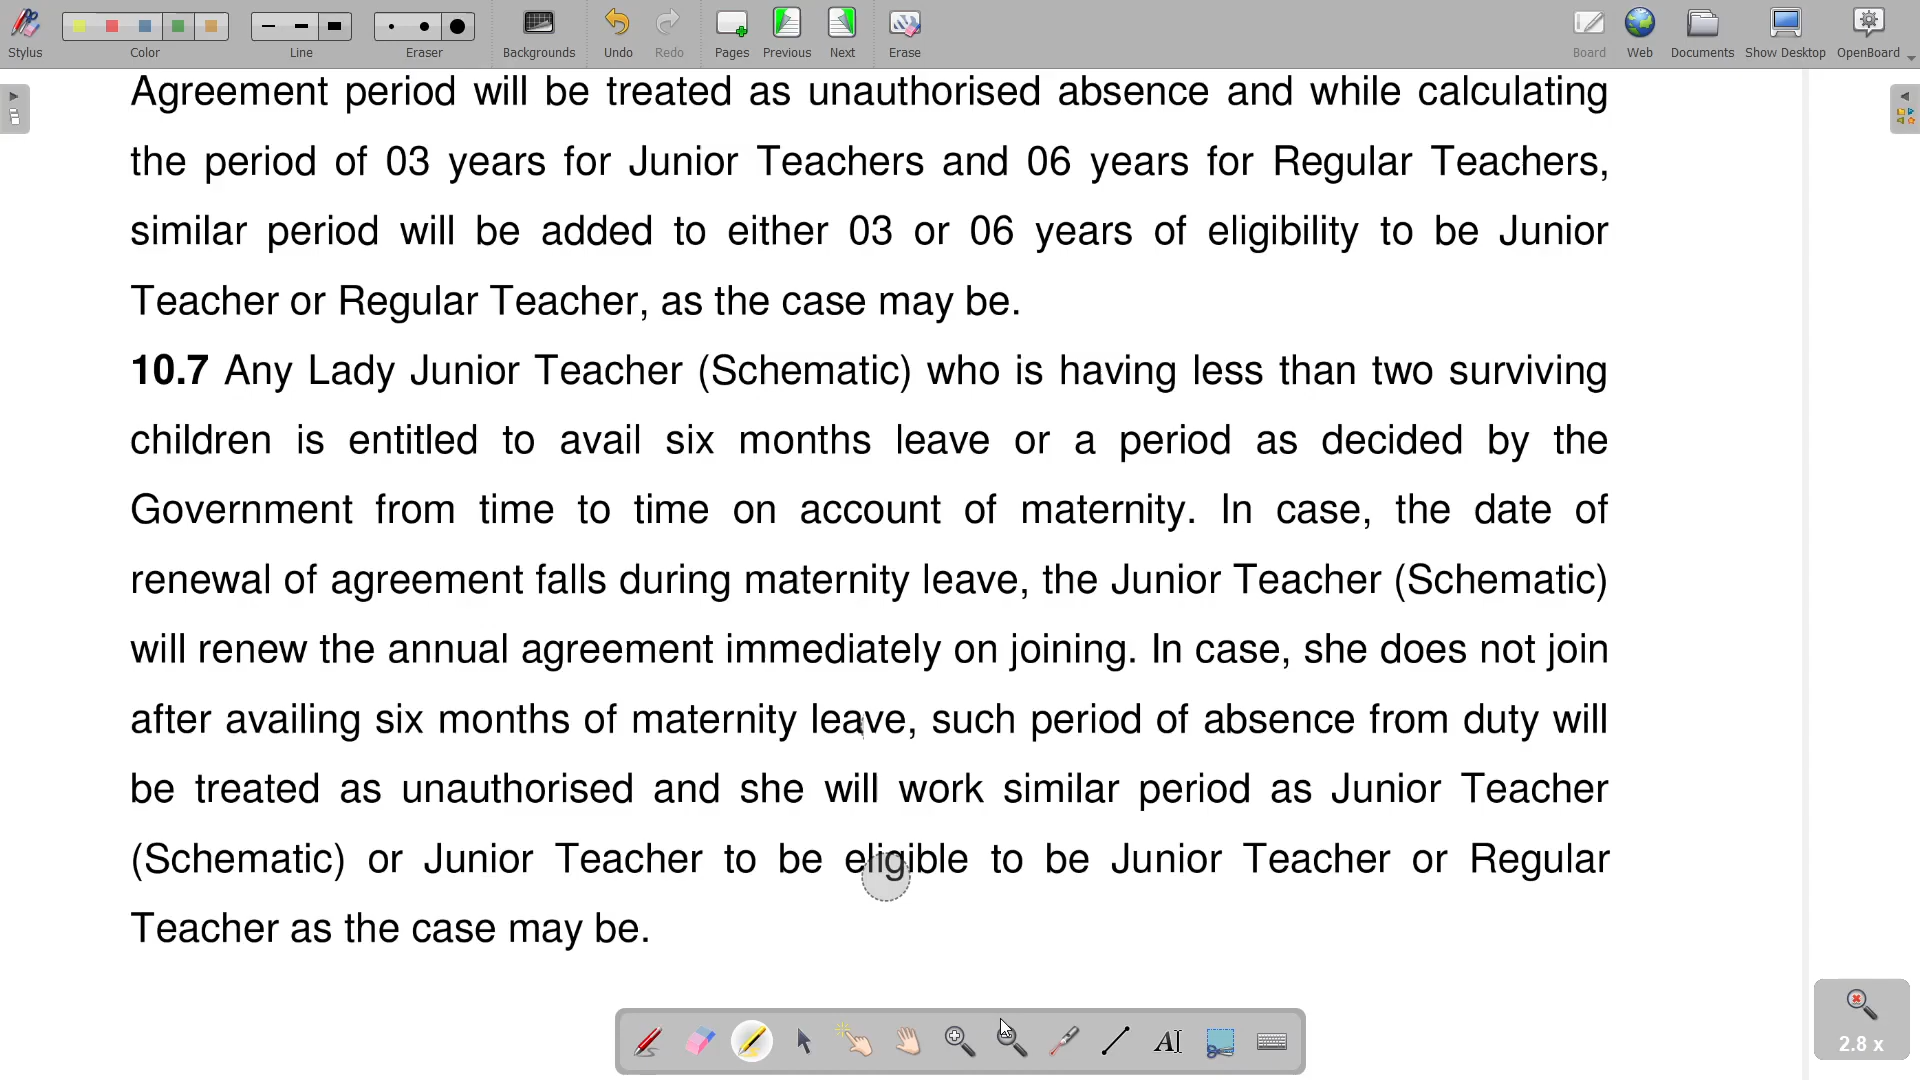 Stylus Color Line Eraser Backgrounds Undo Redo Pages Previous Next Erase Board Web Documents Show Desktop OpenBoard
Agreement period will be treated as unauthorised absence and while calculating
the period of 03 years for Junior Teachers and 06 years for Regular Teachers,
similar period will be added to either 03 or 06 years of eligibility to be Junior
Teacher or Regular Teacher, as the case may be.
10.7 Any Lady Junior Teacher (Schematic) who is having less than two surviving
children is entitled to avail six months leave or a period as decided by the
Government from time to time on account of maternity. In case, the date of
renewal of agreement falls during maternity leave, the Junior Teacher (Schematic)
will renew the annual agreement immediately on joining. In case, she does not join
after availing six months of maternity leave, such period of absence from duty will
be treated as unauthorised and she will work similar period as Junior Teacher
(Schematic) or Junior Teacher to be eligible to be Junior Teacher or Regular
Teacher as the case may be.
AI
2.8 x